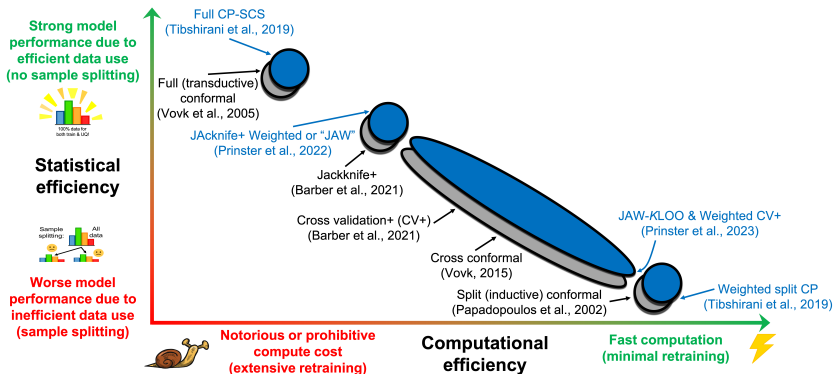 Strong model
performance due to
efficient data use
(no sample splitting)
100% data for
both train & UQ!
Statistical
efficiency
Sample
splitting:
All
data
Worse model
performance due to
inefficient data use
(sample splitting)
Full CP-SCS
(Tibshirani et al., 2019)
Full (transductive)
conformal
(Vovk et al., 2005)
JAcknife+ Weighted or “JAW”
(Prinster et al., 2022)
Jackknife+
(Barber et al., 2021)
Cross validation+ (CV+)
(Barber et al., 2021)
Cross conformal
(Vovk, 2015)
Split (inductive) conformal
(Papadopoulos et al., 2002)
JAW-KLOO & Weighted CV+
(Prinster et al., 2023)
Weighted split CP
(Tibshirani et al., 2019)
Notorious or prohibitive
compute cost
(extensive retraining)
Computational
efficiency
Fast computation
(minimal retraining)